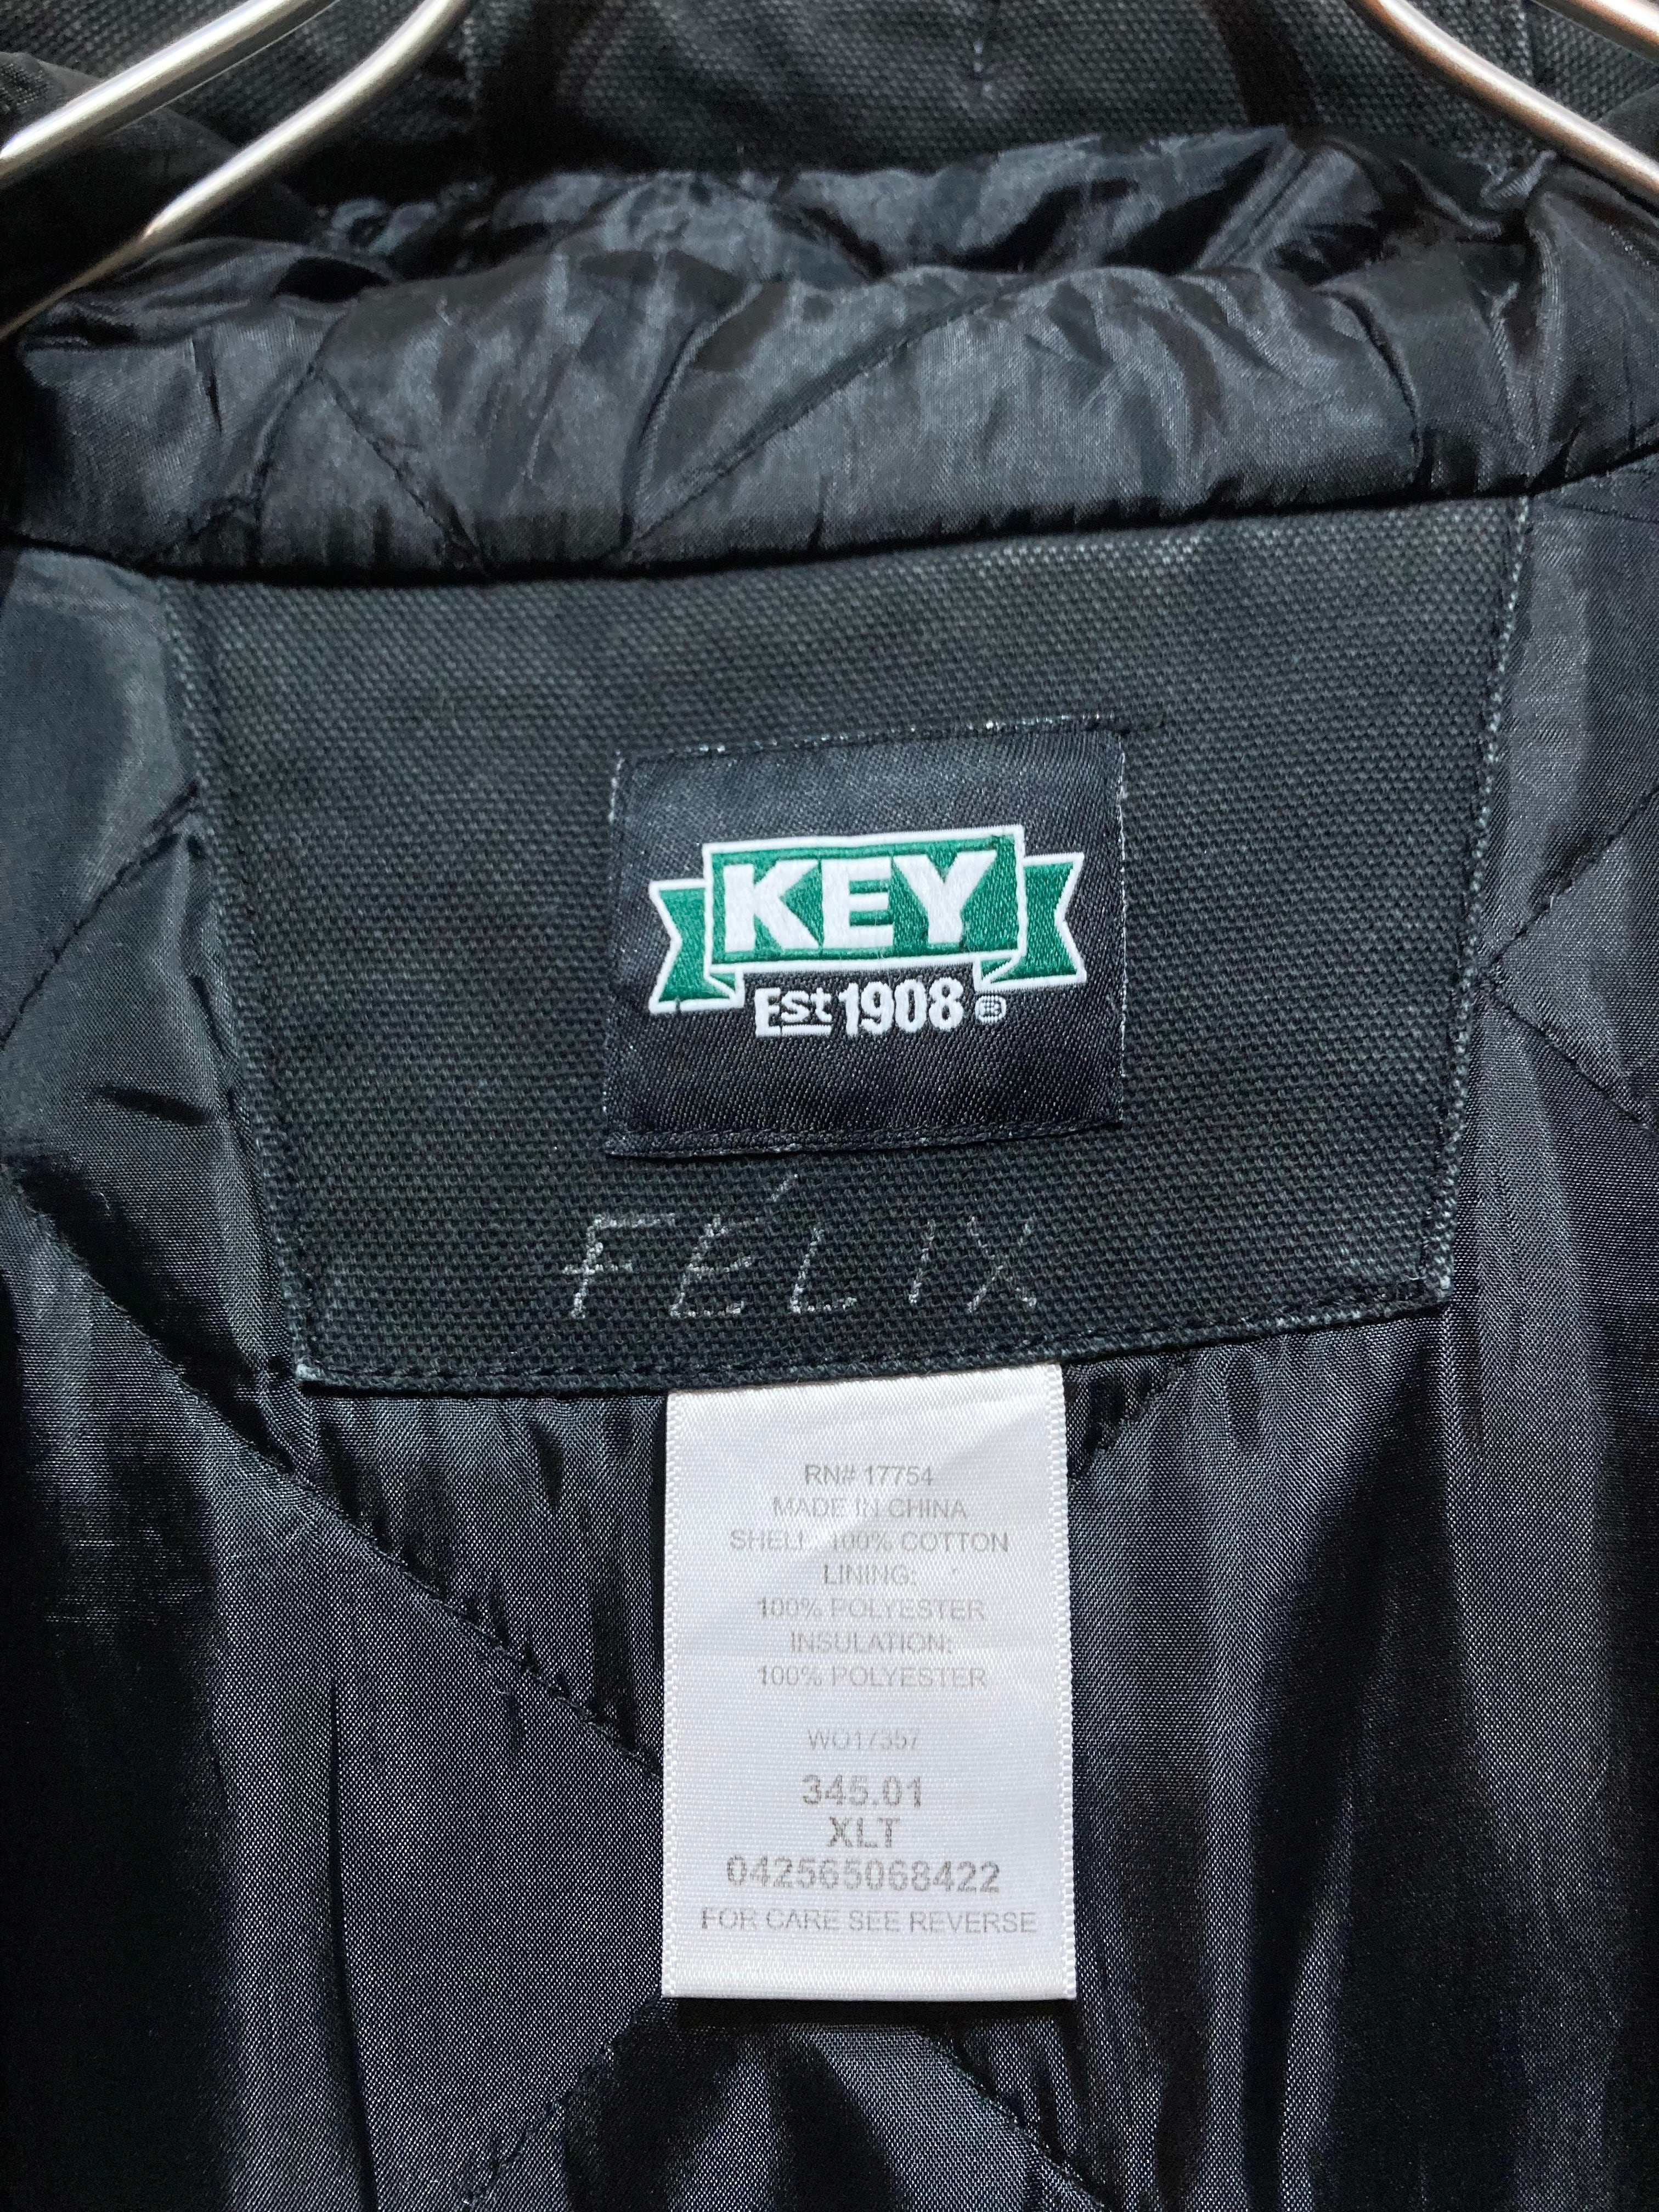 KEY
Est 1908 ®
FÉLIX
RN# 17754
MADE IN CHINA
SHELL 100% COTTON
LINING:
100% POLYESTER
INSULATION:
100% POLYESTER
WO17357
345.01
XLT
042565068422
FOR CARE SEE REVERSE